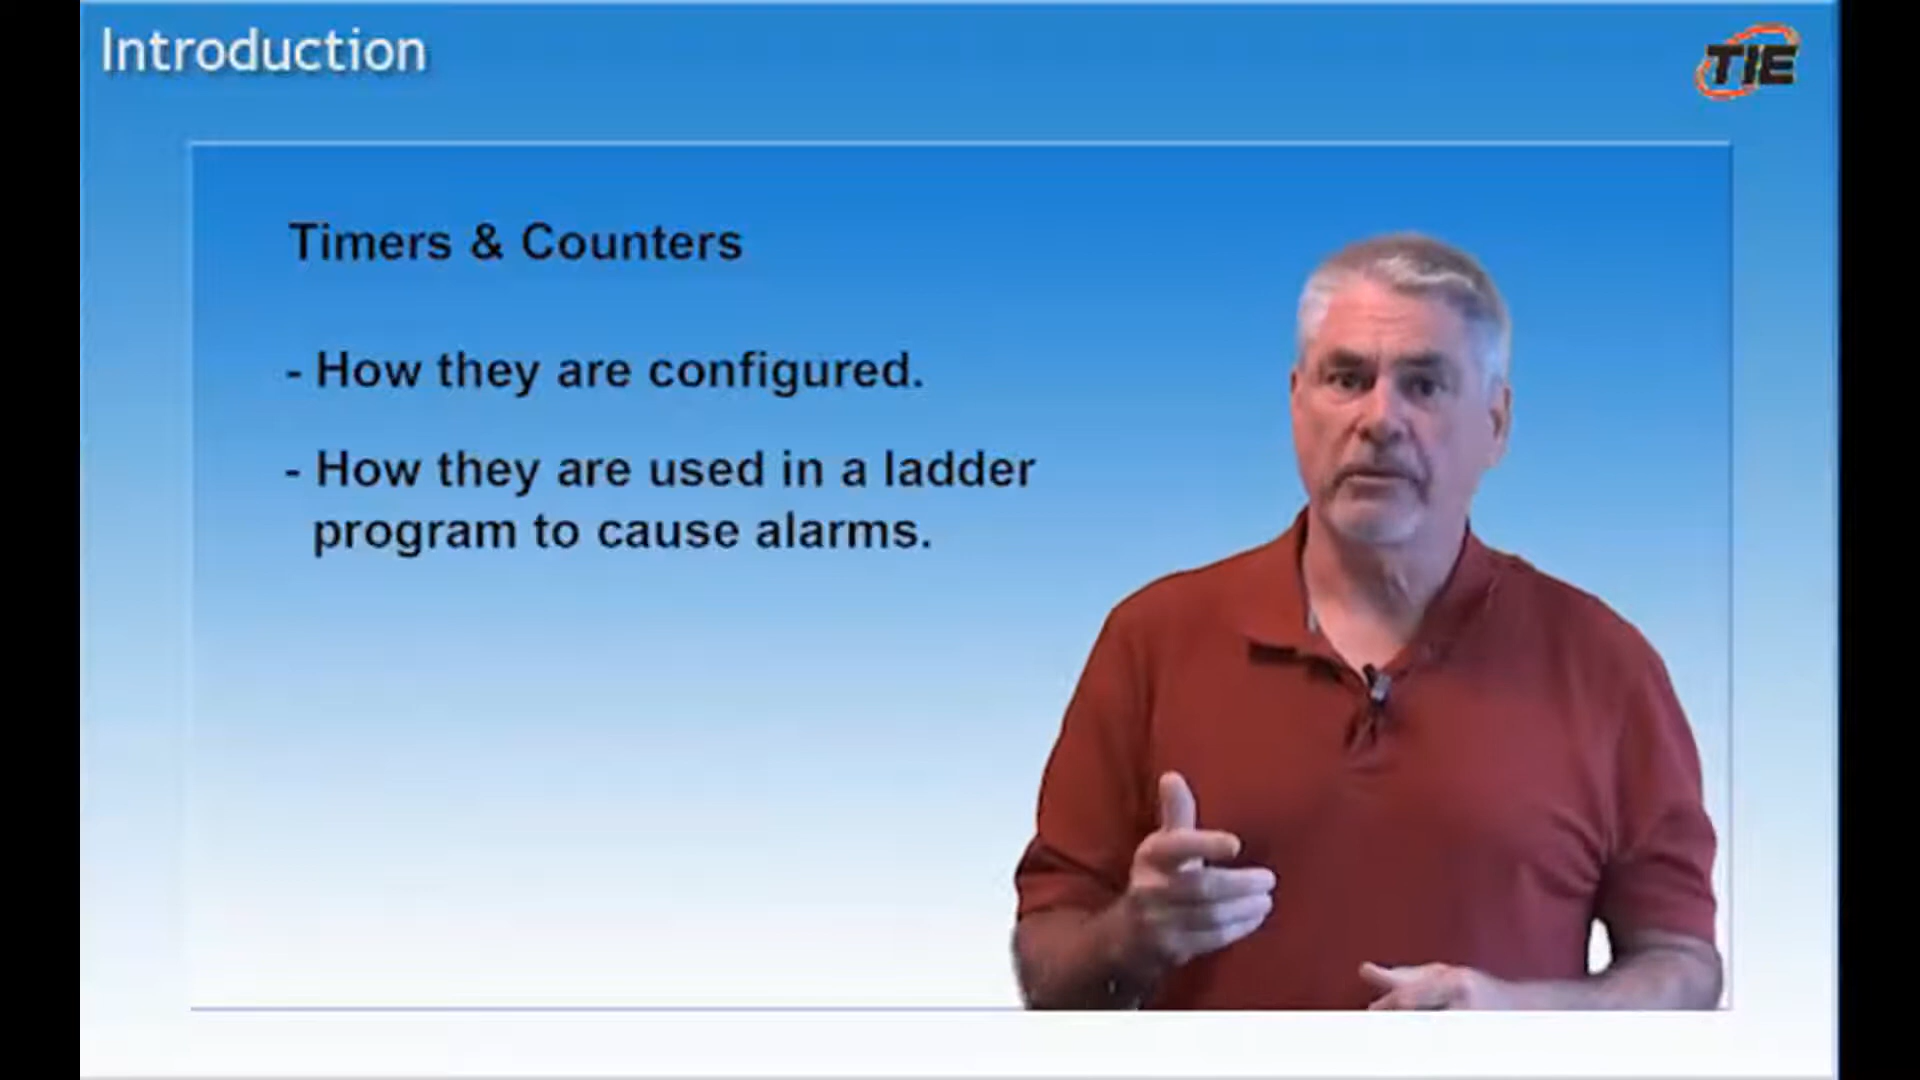 Introduction
TIE
Timers & Counters
- How they are configured.
- How they are used in a ladder
program to cause alarms.